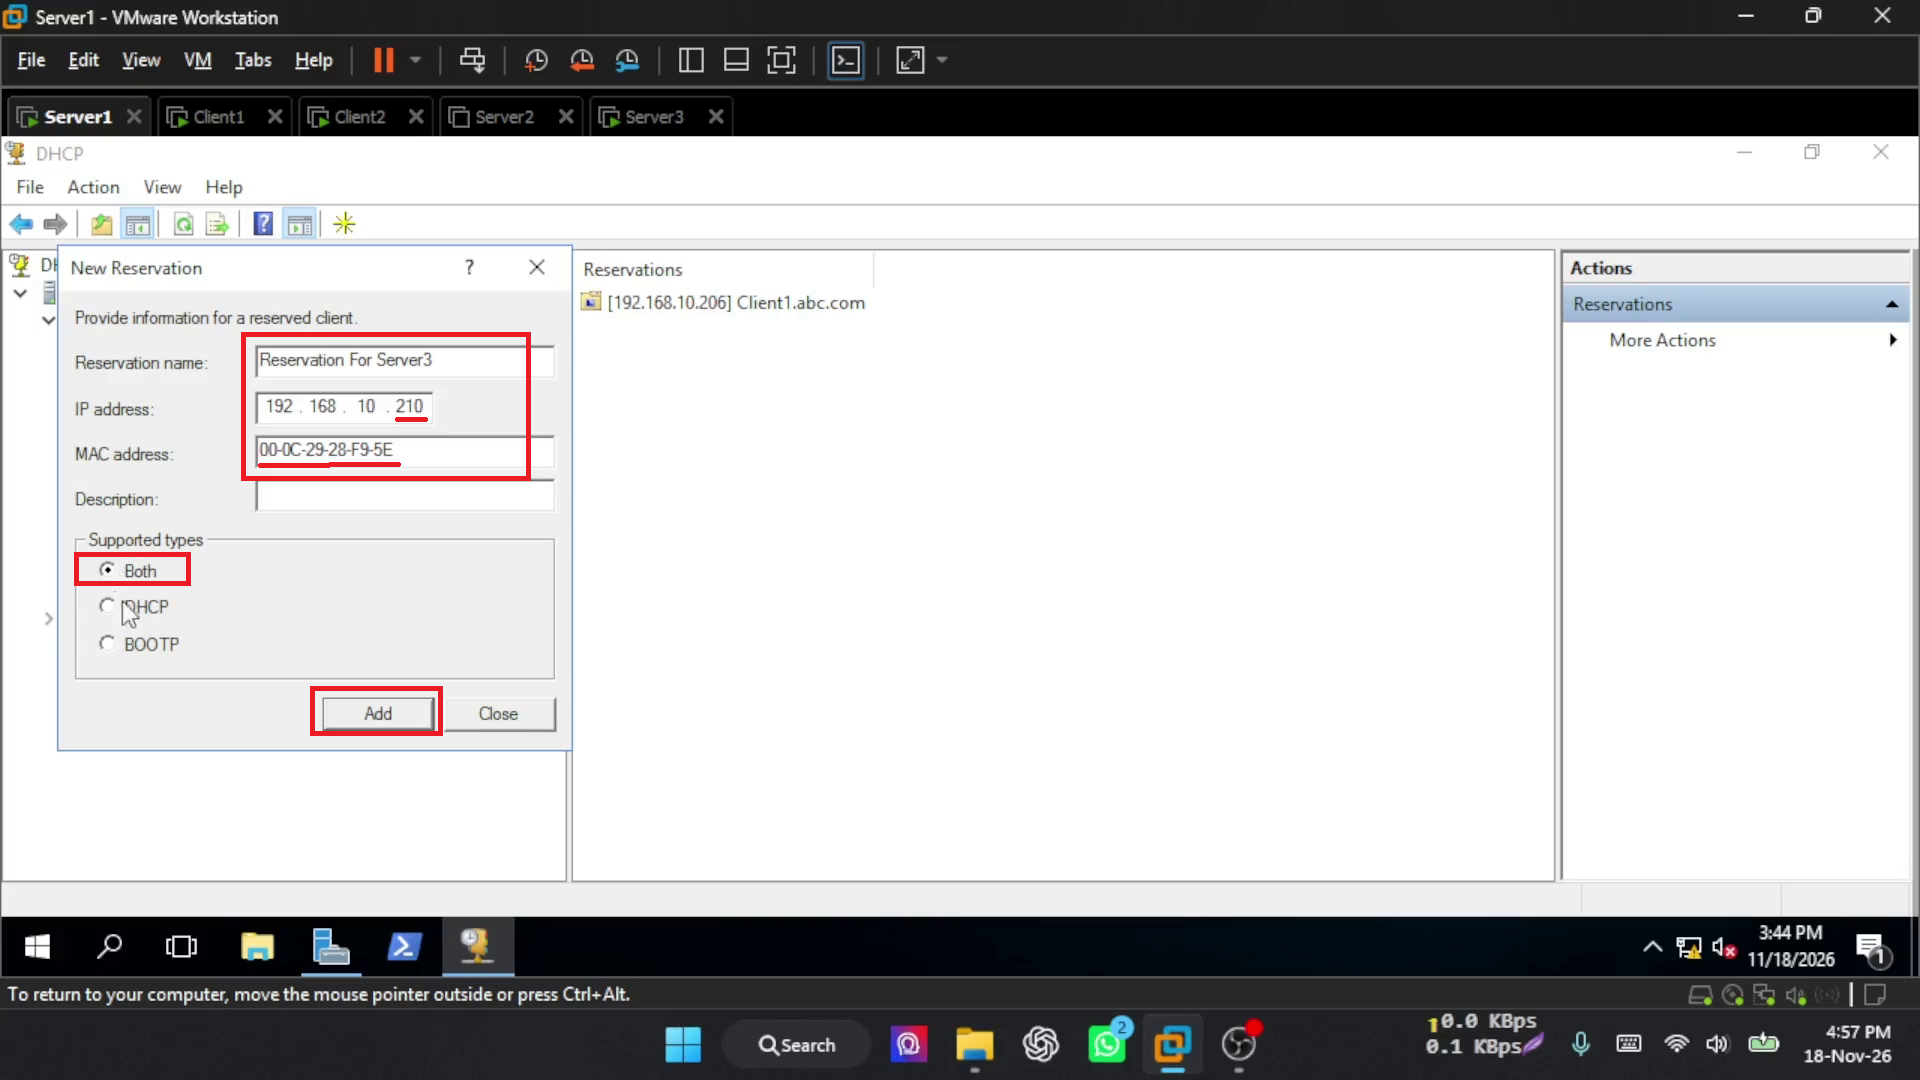 Server1 - VMware Workstation
File Edit View VM Tabs Help
Server1 Client1 Client2 Server2 Server3
DHCP
File Action View Help
New Reservation
Provide information for a reserved client.
Reservation name: Reservation For Server3
IP address: 192 . 168 . 10 . 210
MAC address: 00-0C-29-28-F9-5E
Description:
Supported types
Both
DHCP
BOOTP
Add Close
Reservations
[192.168.10.206] Client1.abc.com
Actions
Reservations
More Actions
3:44 PM
11/18/2026
1
To return to your computer, move the mouse pointer outside or press Ctrl+Alt.
Search
2
0.0 KBps
0.1 KBps
4:57 PM
18-Nov-26